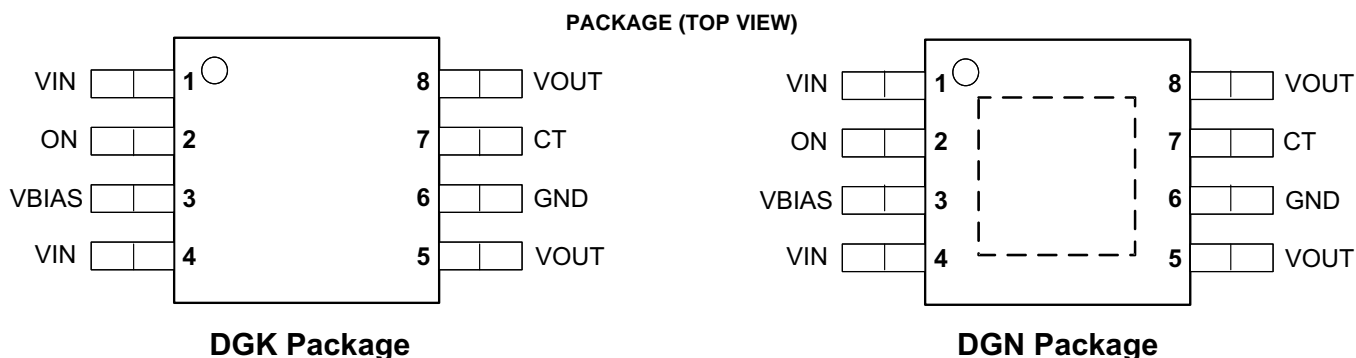 PACKAGE (TOP VIEW)
VIN 1 8 VOUT
ON 2 7 CT
VBIAS 3 6 GND
VIN 4 5 VOUT
DGK Package
VIN 1 8 VOUT
ON 2 7 CT
VBIAS 3 6 GND
VIN 4 5 VOUT
DGN Package